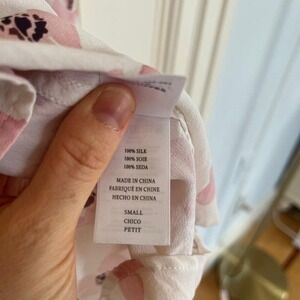 100% SILK
100% SOIE
100% SEDA
MADE IN CHINA
FABRIQUÉ EN CHINE
HECHO EN CHINA
SMALL
CHICO
PETIT